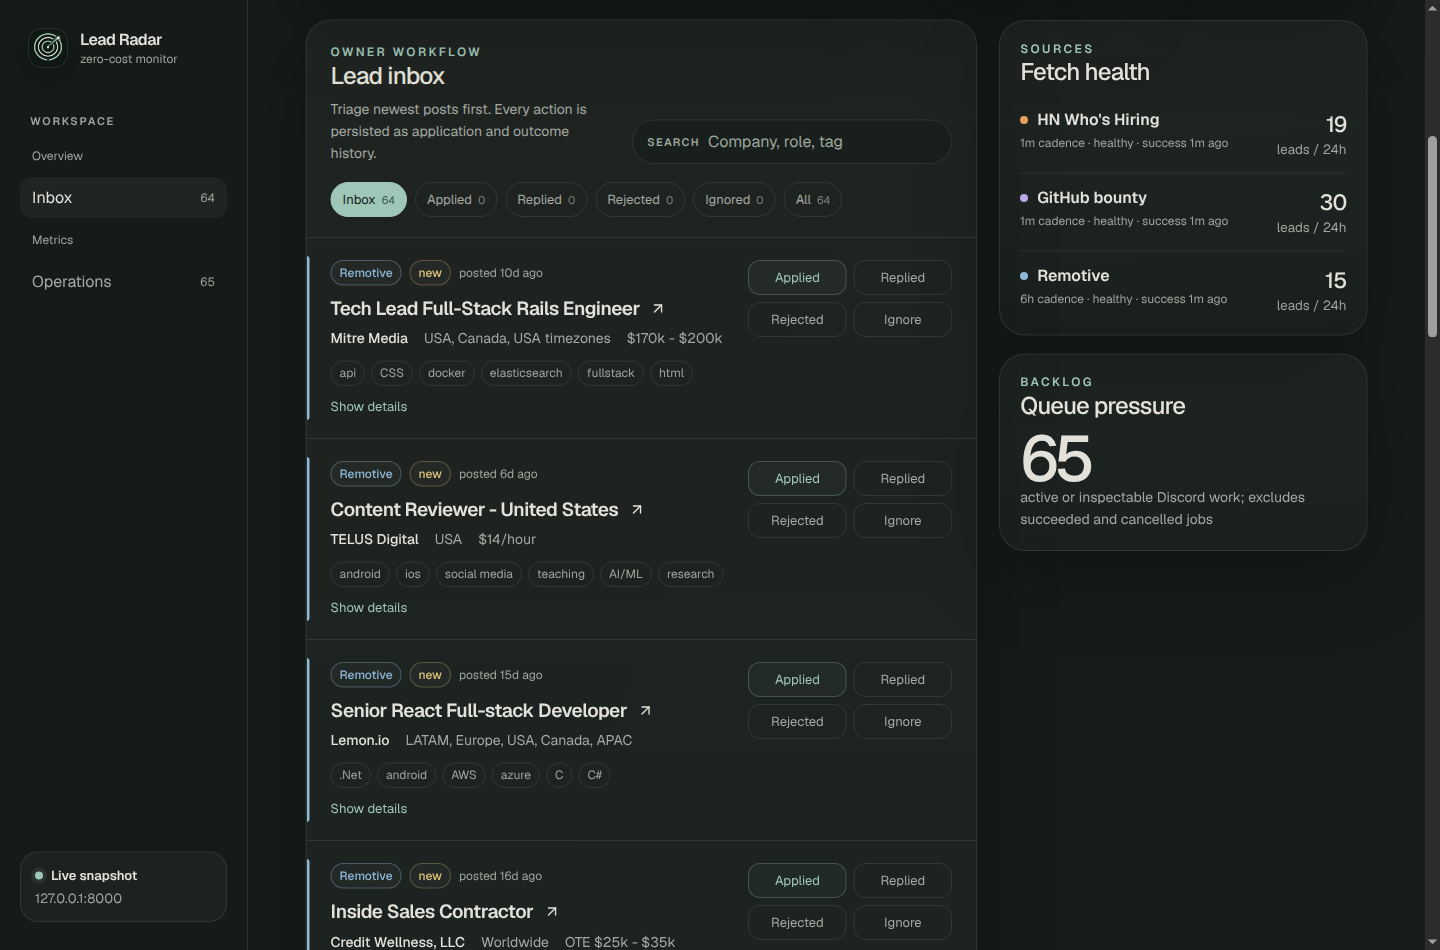 Lead Radar
zero-cost monitor
WORKSPACE
Overview
Inbox 64
Metrics
Operations 65
Live snapshot
127.0.0.1:8000
OWNER WORKFLOW
Lead inbox
Triage newest posts first. Every action is
persisted as application and outcome
history.
SEARCH Company, role, tag
Inbox 64 Applied 0 Replied 0 Rejected 0 Ignored 0 All 64
Remotive new posted 10d ago
Tech Lead Full-Stack Rails Engineer
Mitre Media USA, Canada, USA timezones $170k - $200k
api CSS docker elasticsearch fullstack html
Show details
Applied Replied
Rejected Ignore
Remotive new posted 6d ago
Content Reviewer - United States
TELUS Digital USA $14/hour
android ios social media teaching AI/ML research
Show details
Applied Replied
Rejected Ignore
Remotive new posted 15d ago
Senior React Full-stack Developer
Lemon.io LATAM, Europe, USA, Canada, APAC
.Net android AWS azure C C#
Show details
Applied Replied
Rejected Ignore
Remotive new posted 16d ago
Inside Sales Contractor
Credit Wellness, LLC Worldwide OTE $25k - $35k
Applied Replied
Rejected Ignore
SOURCES
Fetch health
HN Who's Hiring 19
1m cadence · healthy · success 1m ago leads / 24h
GitHub bounty 30
1m cadence · healthy · success 1m ago leads / 24h
Remotive 15
6h cadence · healthy · success 1m ago leads / 24h
BACKLOG
Queue pressure
65
active or inspectable Discord work; excludes
succeeded and cancelled jobs